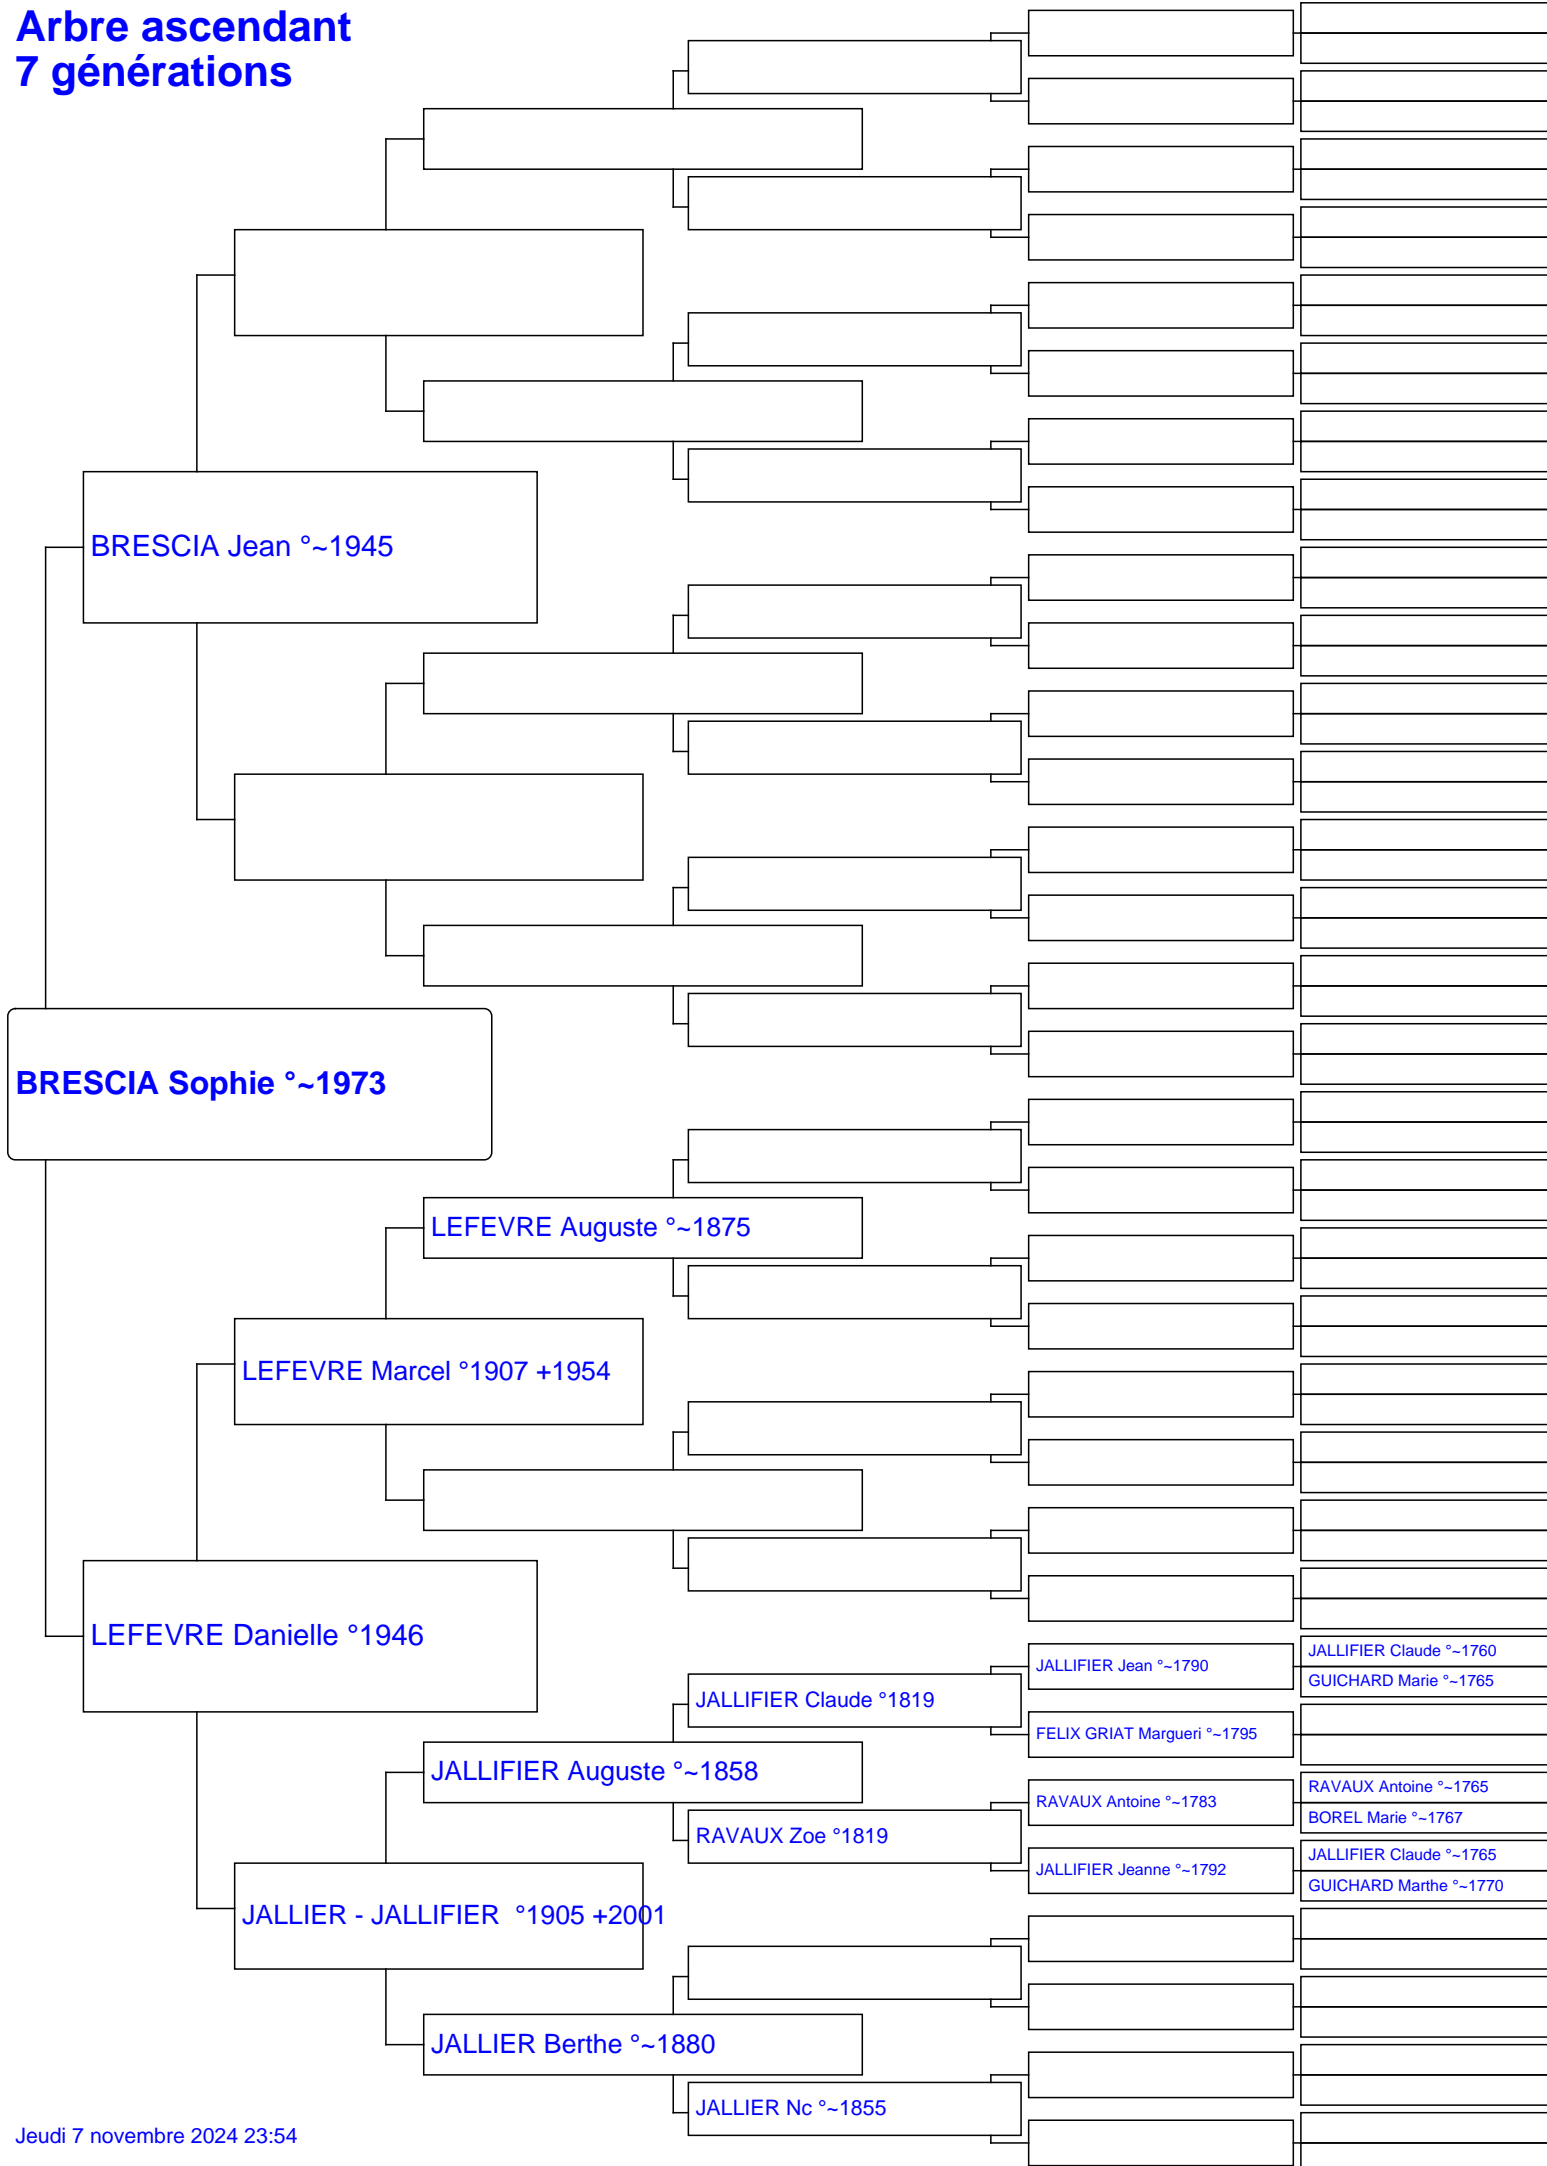 Arbre ascendant
7 générations
BRESCIA Jean °~1945
BRESCIA Sophie °~1973
LEFEVRE Auguste °~1875
LEFEVRE Marcel °1907 +1954
LEFEVRE Danielle °1946
JALLIFIER Claude °~1760
JALLIFIER Jean °~1790
GUICHARD Marie °~1765
JALLIFIER Claude °1819
FELIX GRIAT Margueri °~1795
JALLIFIER Auguste °~1858
RAVAUX Antoine °~1765
RAVAUX Antoine °~1783
BOREL Marie °~1767
RAVAUX Zoe °1819
JALLIFIER Claude °~1765
JALLIFIER Jeanne °~1792
GUICHARD Marthe °~1770
JALLIER - JALLIFIER  °1905 +2001
JALLIER Berthe °~1880
JALLIER Nc °~1855
Jeudi 7 novembre 2024 23:54